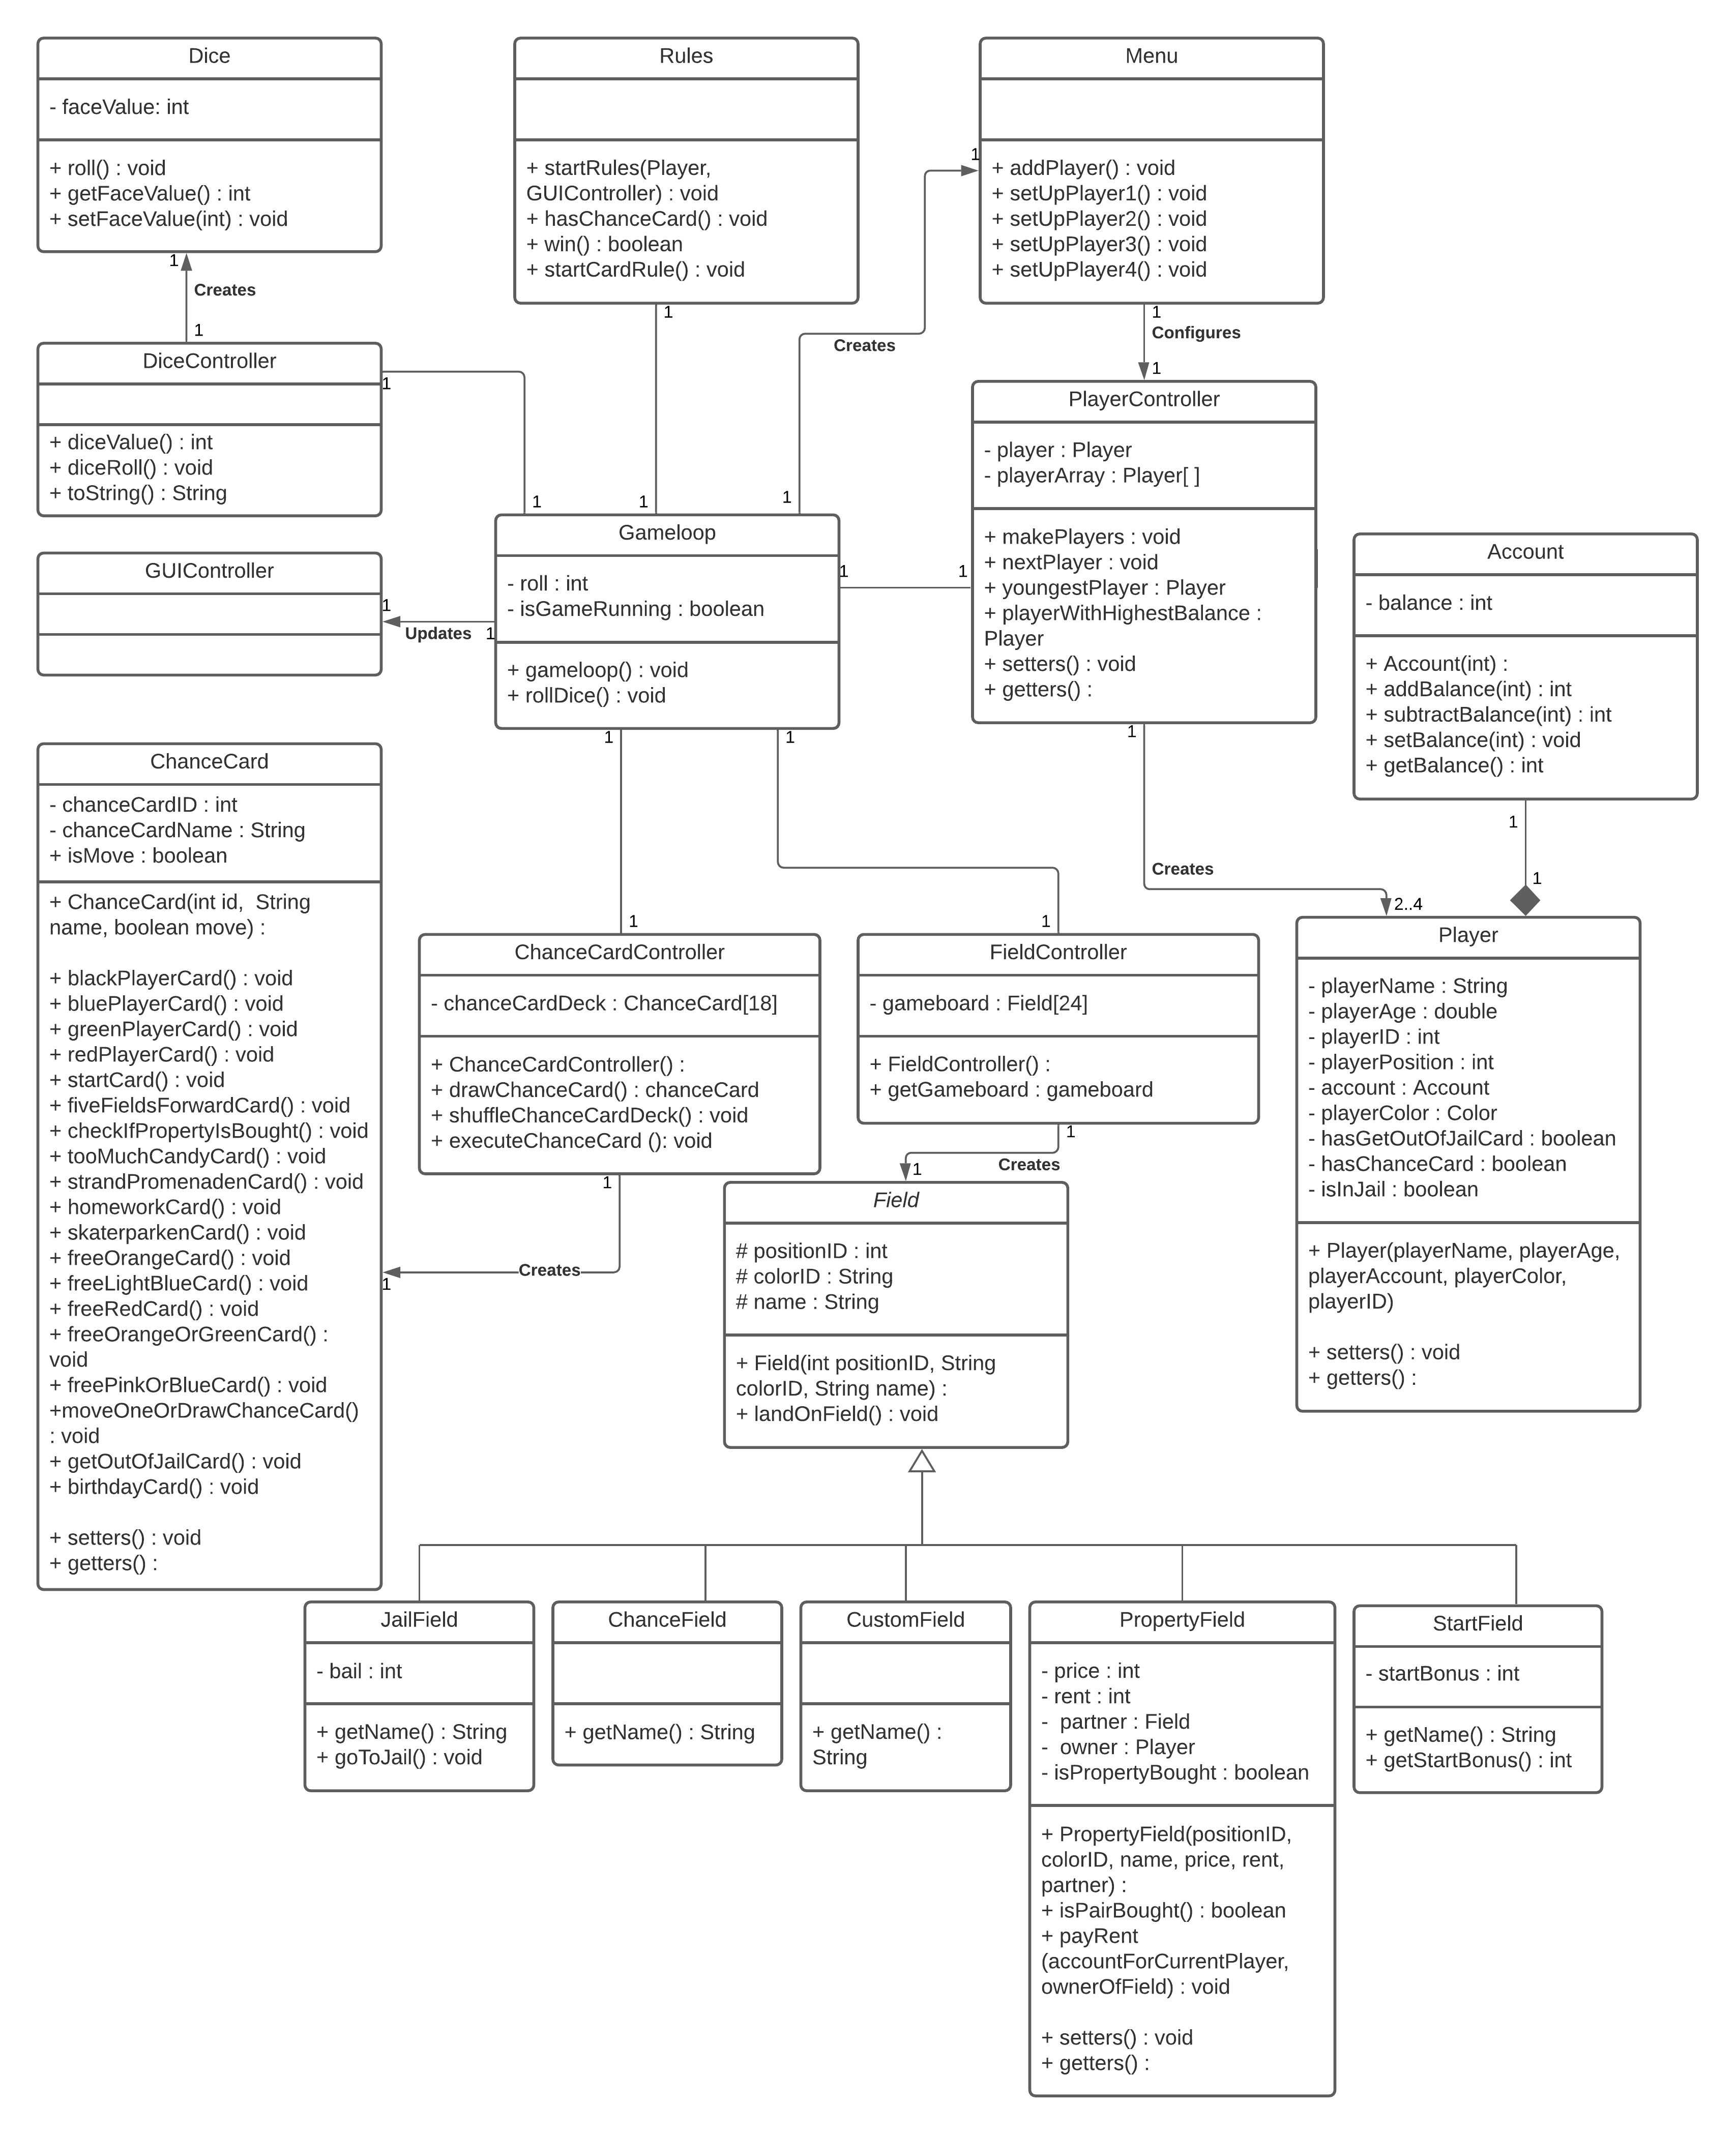 Dice
- faceValue: int
+ roll() : void
+ getFaceValue() : int
+ setFaceValue(int) : void
Rules
+ startRules(Player,
GUIController) : void
+ hasChanceCard() : void
+ win() : boolean
+ startCardRule() : void
Menu
+ addPlayer() : void
+ setUpPlayer1() : void
+ setUpPlayer2() : void
+ setUpPlayer3() : void
+ setUpPlayer4() : void
1
1
Creates
1
1
1
Creates
1
Configures
1
DiceController
+ diceValue() : int
+ diceRoll() : void
+ toString() : String
1
1
1
1
PlayerController
- player : Player
- playerArray : Player[ ]
+ makePlayers : void
+ nextPlayer : void
+ youngestPlayer : Player
+ playerWithHighestBalance :
Player
+ setters() : void
+ getters() :
GUIController
1
Updates
1
Gameloop
- roll : int
- isGameRunning : boolean
+ gameloop() : void
+ rollDice() : void
1
1
Account
- balance : int
+ Account(int) :
+ addBalance(int) : int
+ subtractBalance(int) : int
+ setBalance(int) : void
+ getBalance() : int
1
1
1
1
1
Creates
2..4
1
1
ChanceCard
- chanceCardID : int
- chanceCardName : String
+ isMove : boolean
+ ChanceCard(int id,  String
name, boolean move) :
+ blackPlayerCard() : void
+ bluePlayerCard() : void
+ greenPlayerCard() : void
+ redPlayerCard() : void
+ startCard() : void
+ fiveFieldsForwardCard() : void
+ checkIfPropertyIsBought() : void
+ tooMuchCandyCard() : void
+ strandPromenadenCard() : void
+ homeworkCard() : void
+ skaterparkenCard() : void
+ freeOrangeCard() : void
+ freeLightBlueCard() : void
+ freeRedCard() : void
+ freeOrangeOrGreenCard() :
void
+ freePinkOrBlueCard() : void
+moveOneOrDrawChanceCard()
: void
+ getOutOfJailCard() : void
+ birthdayCard() : void
+ setters() : void
+ getters() :
ChanceCardController
- chanceCardDeck : ChanceCard[18]
+ ChanceCardController() :
+ drawChanceCard() : chanceCard
+ shuffleChanceCardDeck() : void
+ executeChanceCard (): void
1
Creates
1
FieldController
- gameboard : Field[24]
+ FieldController() :
+ getGameboard : gameboard
1
Creates
1
Player
- playerName : String
- playerAge : double
- playerID : int
- playerPosition : int
- account : Account
- playerColor : Color
- hasGetOutOfJailCard : boolean
- hasChanceCard : boolean
- isInJail : boolean
+ Player(playerName, playerAge,
playerAccount, playerColor,
playerID)
+ setters() : void
+ getters() :
Field
# positionID : int
# colorID : String
# name : String
+ Field(int positionID, String
colorID, String name) :
+ landOnField() : void
JailField
- bail : int
+ getName() : String
+ goToJail() : void
ChanceField
+ getName() : String
CustomField
+ getName() :
String
PropertyField
- price : int
- rent : int
-  partner : Field
-  owner : Player
- isPropertyBought : boolean
+ PropertyField(positionID,
colorID, name, price, rent,
partner) :
+ isPairBought() : boolean
+ payRent
(accountForCurrentPlayer,
ownerOfField) : void
+ setters() : void
+ getters() :
StartField
- startBonus : int
+ getName() : String
+ getStartBonus() : int